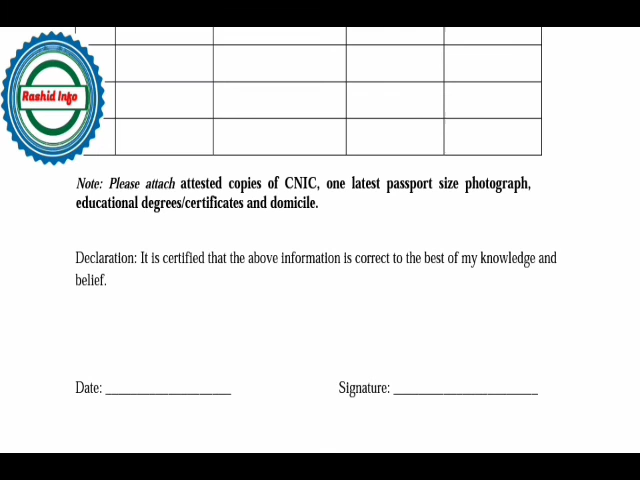 Rashid Info
Note: Please attach attested copies of CNIC, one latest passport size photograph,
educational degrees/certificates and domicile.
Declaration: It is certified that the above information is correct to the best of my knowledge and
belief.
Date: __________________ Signature: _____________________